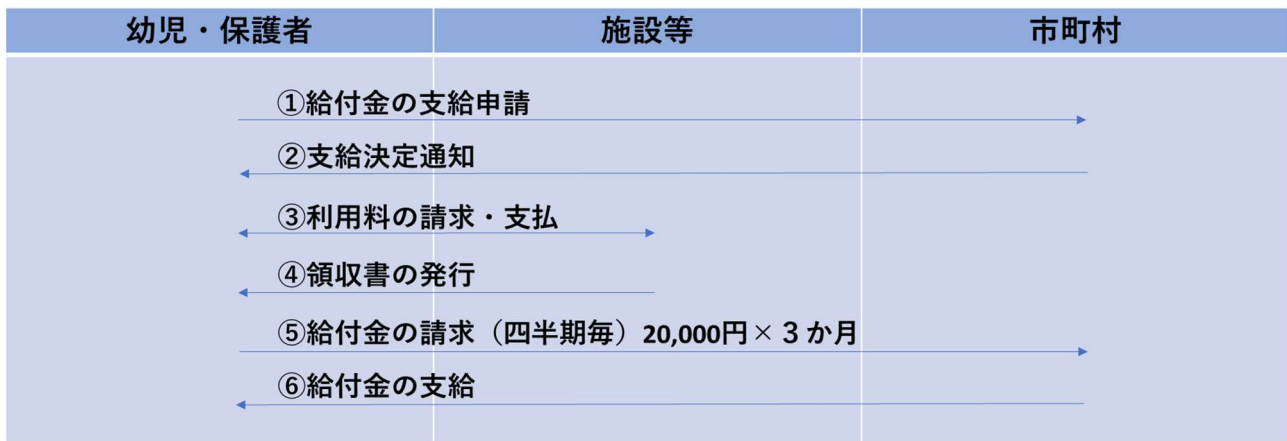 幼児・保護者
施設等
市町村
①給付金の支給申請
②支給決定通知
③利用料の請求・支払
④領収書の発行
⑤給付金の請求（四半期毎）20,000円×３か月
⑥給付金の支給